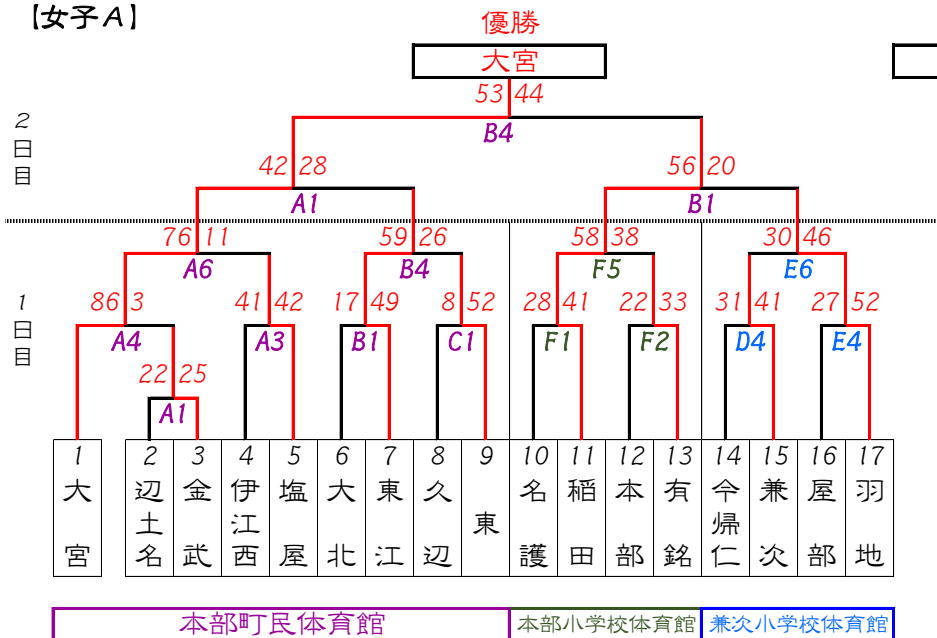 【女子A】
優勝
大宮
53 44
B4
2日目
42 28
A1
56 20
B1
76 11
A6
59 26
B4
58 38
F5
30 46
E6
1日目
86 3
A4
41 42
A3
17 49
B1
8 52
C1
28 41
F1
22 33
F2
31 41
D4
27 52
E4
22 25
A1
1 大宮
2 辺土名
3 金武
4 伊江西
5 塩屋
6 大北
7 東江
8 久辺
9 東
10 名護
11 稲田
12 本部
13 有銘
14 今帰仁
15 兼次
16 屋部
17 羽地
本部町民体育館
本部小学校体育館
兼次小学校体育館